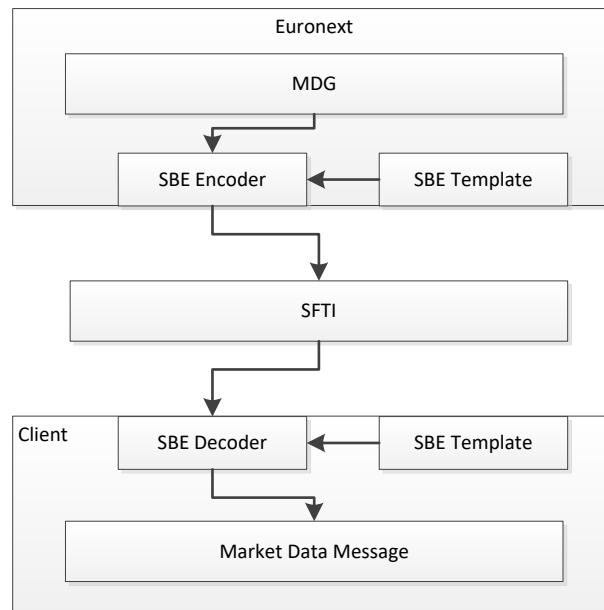 Euronext
MDG
SBE Encoder
SBE Template
SFTI
Client
SBE Decoder
SBE Template
Market Data Message